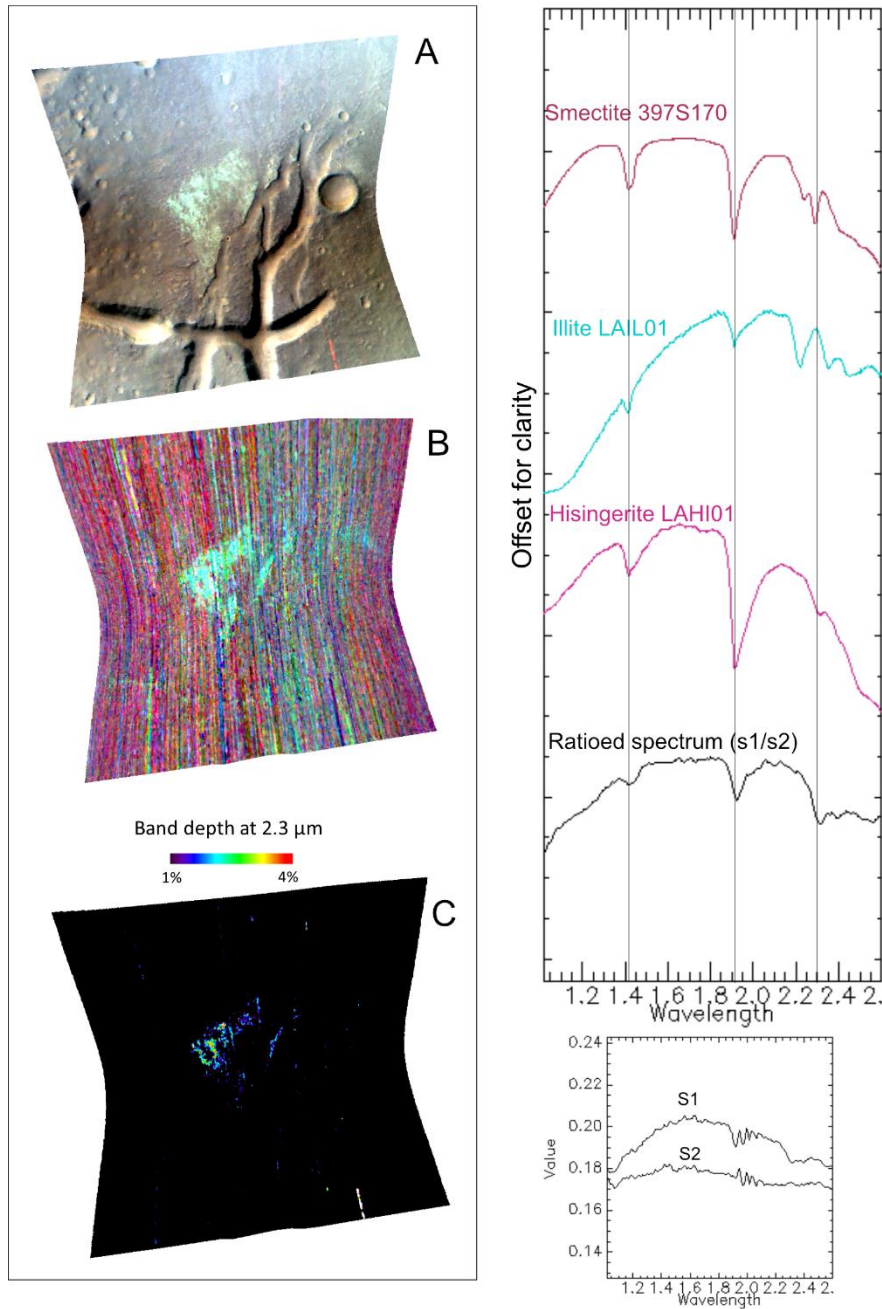 A
B
Band depth at 2.3 µm
1% 4%
C
Smectite 397S170
Illite LAIL01
Hisingerite LAHI01
Ratioed spectrum (s1/s2)
Offset for clarity
1.2 1.4 1.6 1.8 2.0 2.2 2.4 2.
Wavelength
0.24
0.22
0.20
0.18
0.16
0.14
Value
S1
S2
1.2 1.4 1.6 1.8 2.0 2.2 2.4 2.
Wavelength